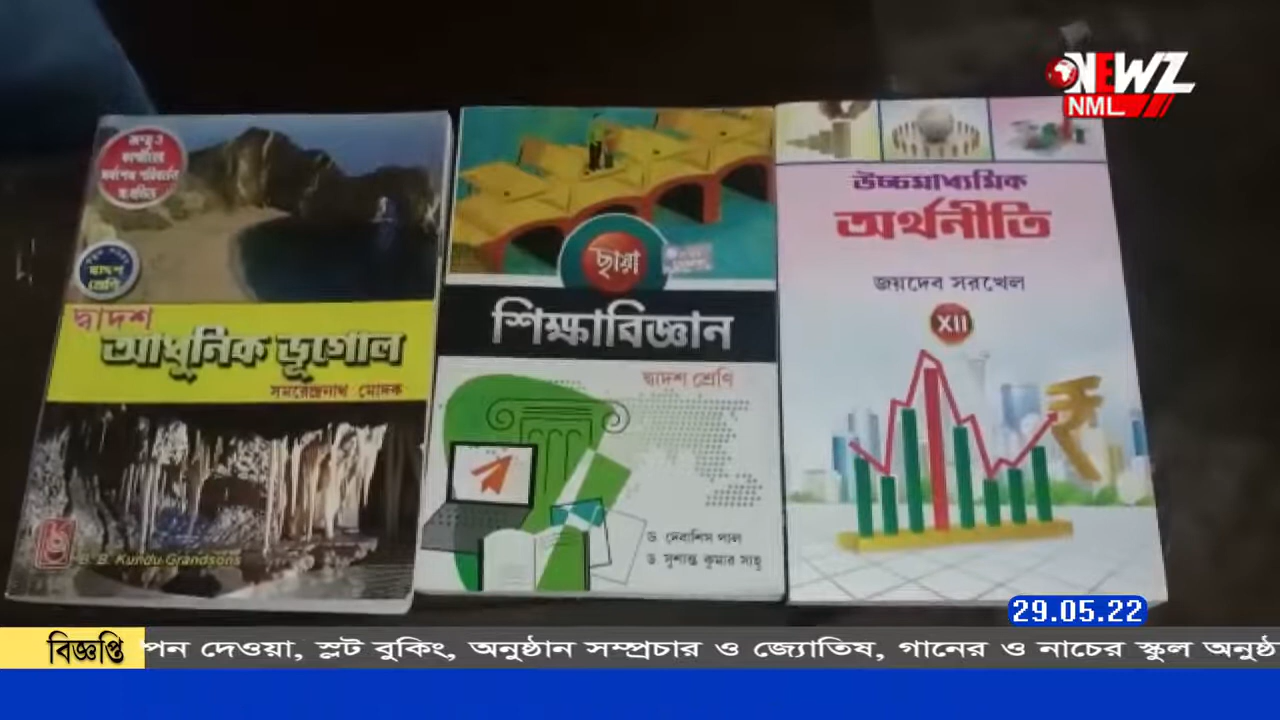 NEWZ
NML
দ্বাদশ
শ্রেণি
দ্বাদশ
আধুনিক ভূগোল
সমরেন্দ্রনাথ মোদক
B. B. Kundu Grandsons
ছায়া
শিক্ষাবিজ্ঞান
দ্বাদশ শ্রেণি
ড. দেবাশিস পাল
ড সুশান্ত কুমার সাহু
উচ্চমাধ্যমিক
অর্থনীতি
জয়দেব সরখেল
XII
29.05.22
বিজ্ঞপ্তি
পন দেওয়া, স্লট বুকিং, অনুষ্ঠান সম্প্রচার ও জ্যোতিষ, গানের ও নাচের স্কুল অনুষ্ঠ